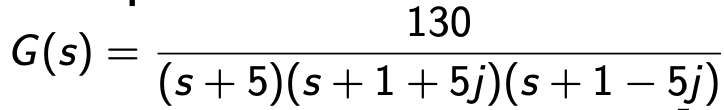 G(s) = 130 / (s + 5)(s + 1 + 5j)(s + 1 − 5j)